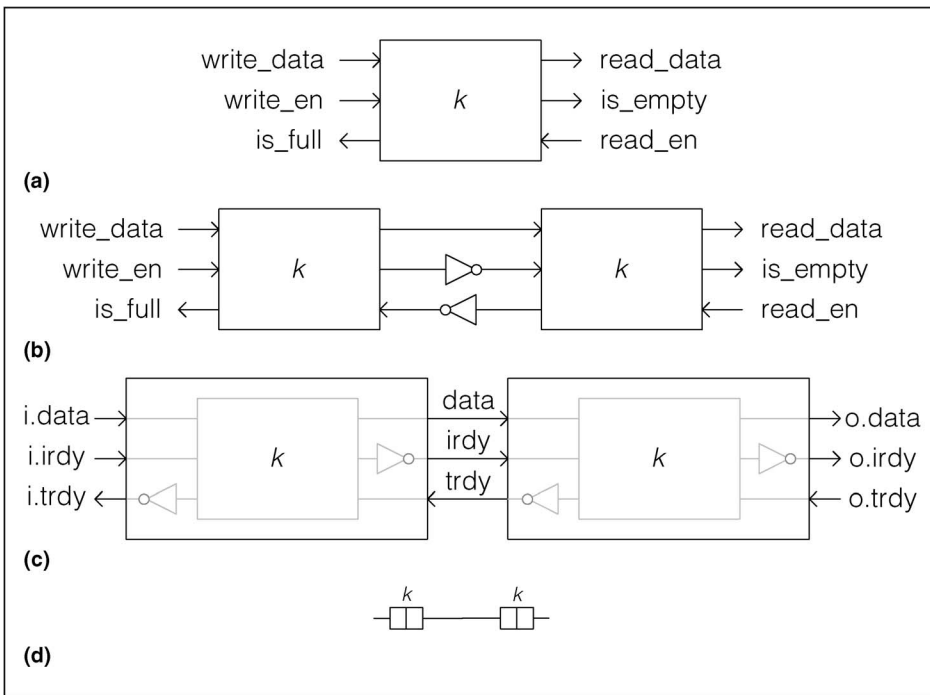 write_data k read_data
write_en is_empty
is_full read_en
(a)
write_data k k read_data
write_en is_empty
is_full read_en
(b)
i.data data o.data
i.irdy k irdy k o.irdy
i.trdy trdy o.trdy
(c)
k k
(d)